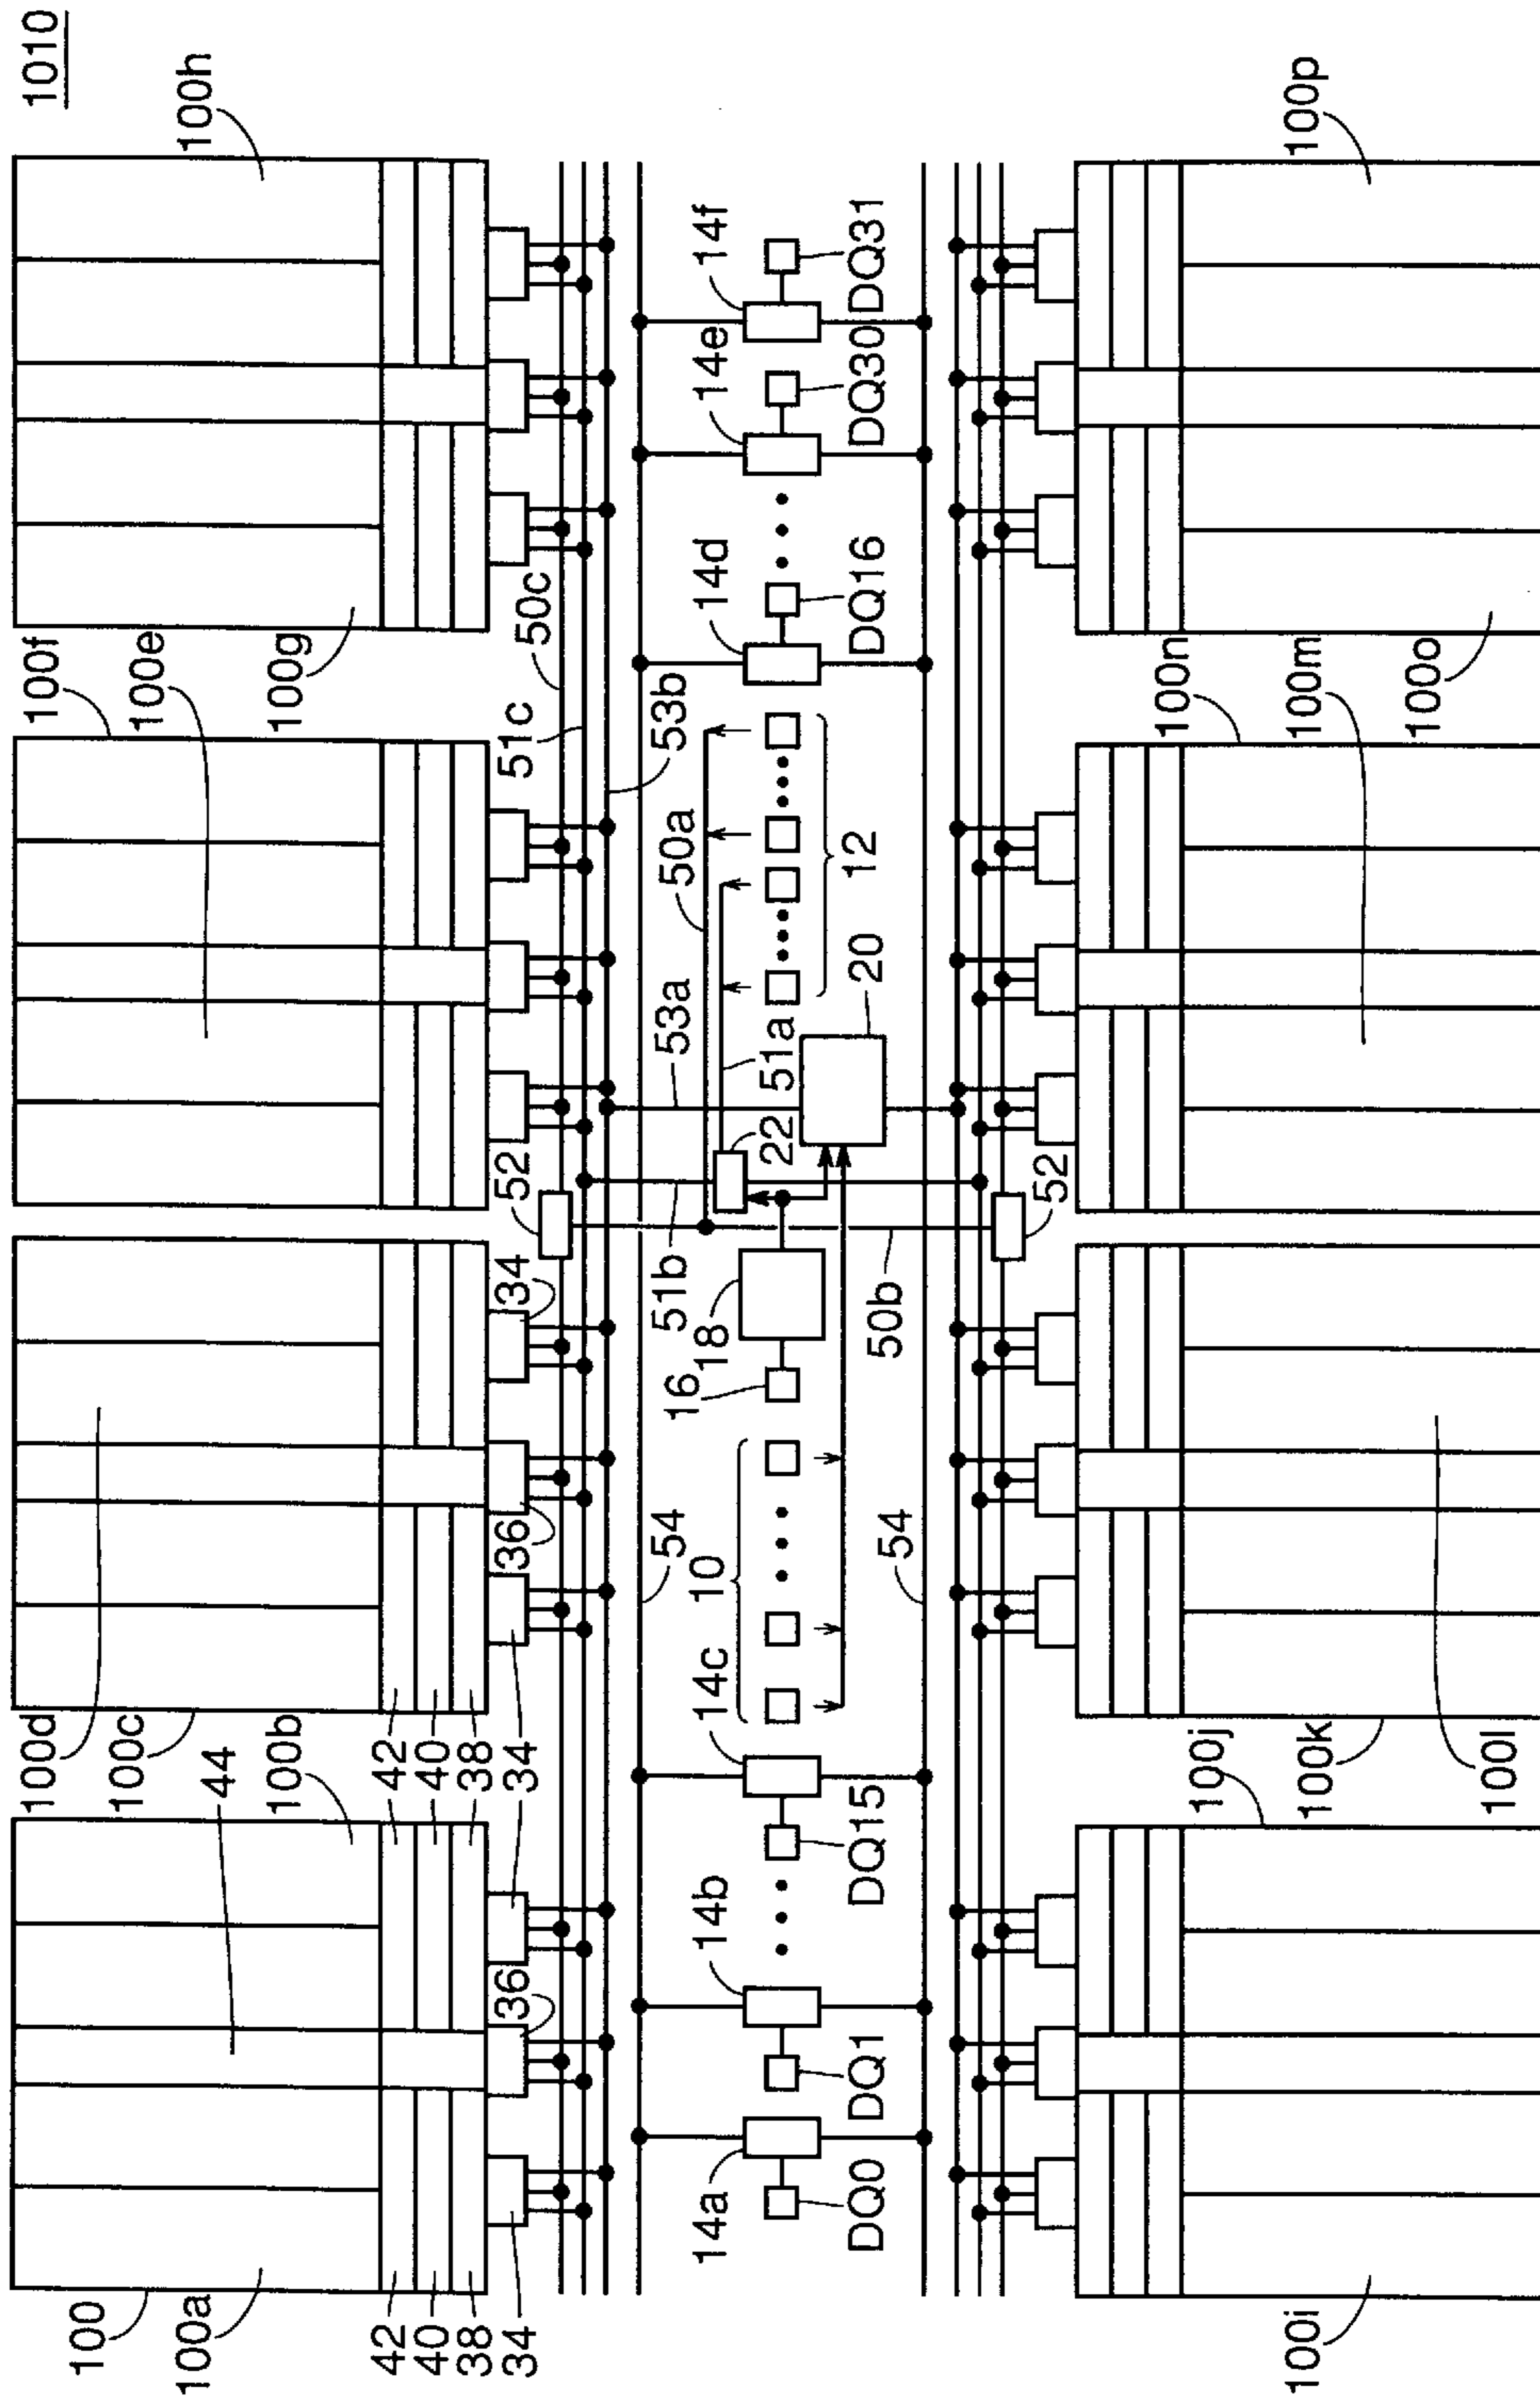 1010
100
100a
42
40
38
34
36
34
44
100b
42
40
38
34
100c
100d
36
34
52
100f
100e
100g
50c
51c
53b
100h
54
10
16
18
51b
53a
51a
22
50a
12
20
50b
54
52
14a
DQ0
DQ1
14b
DQ15
14c
14d
DQ16
14e
DQ30
14f
DQ31
100i
100j
100k
100l
100n
100m
100o
100p